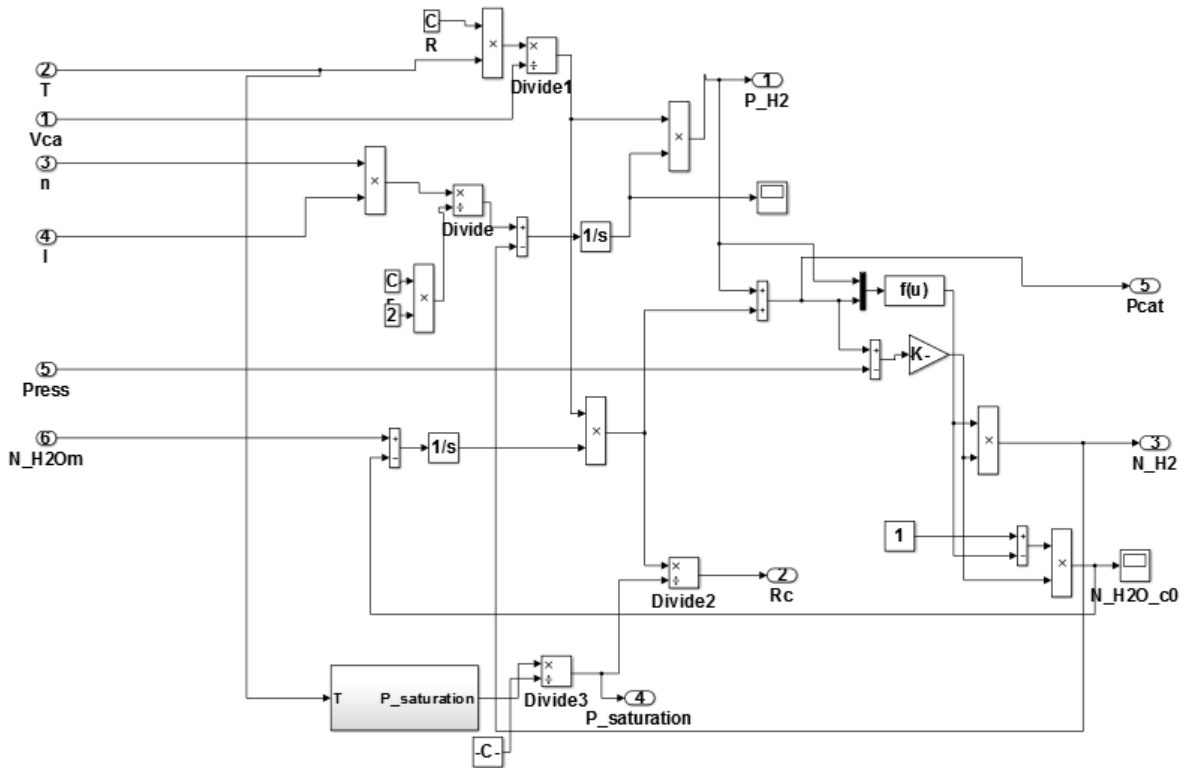 C
R
×
×
÷
Divide1
2
T
1
Vca
3
n
4
I
×
×
÷
Divide
+
−
1/s
×
1
P_H2
C
2
×
+
+
f(u)
5
Pcat
5
Press
+
−
K-
6
N_H2Om
+
−
1/s
×
×
3
N_H2
1
+
−
×
N_H2O_c0
×
÷
Divide2
2
Rc
T P_saturation
×
÷
Divide3
4
P_saturation
-C-